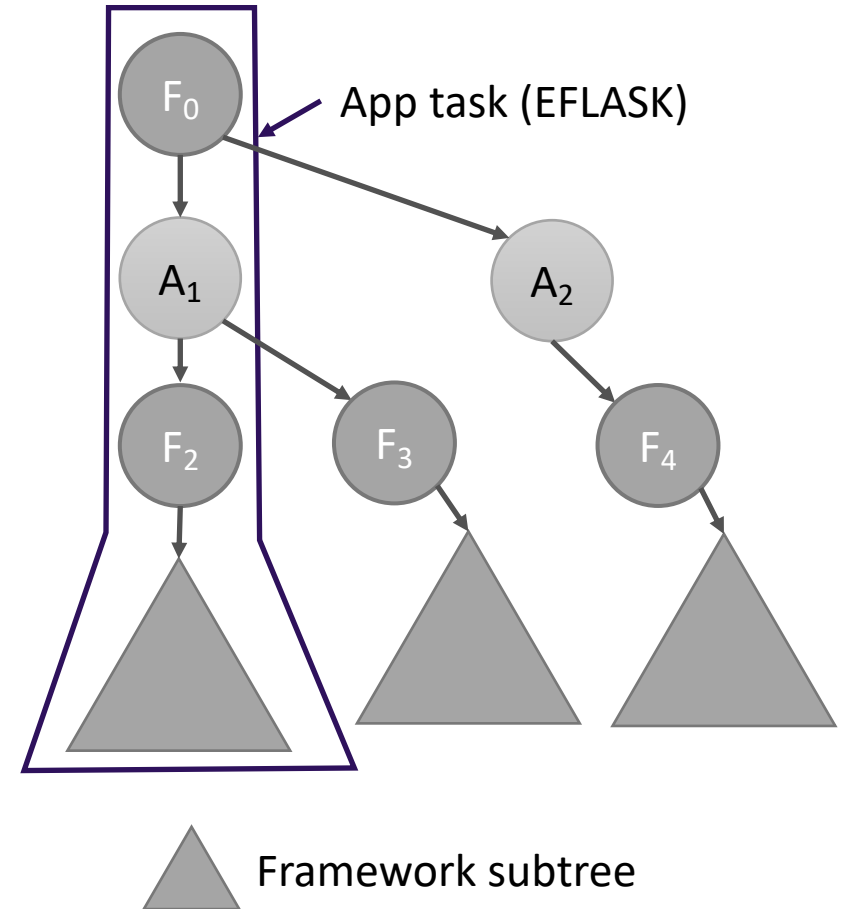 F0
App task (EFLASK)
A1
A2
F2
F3
F4
Framework subtree